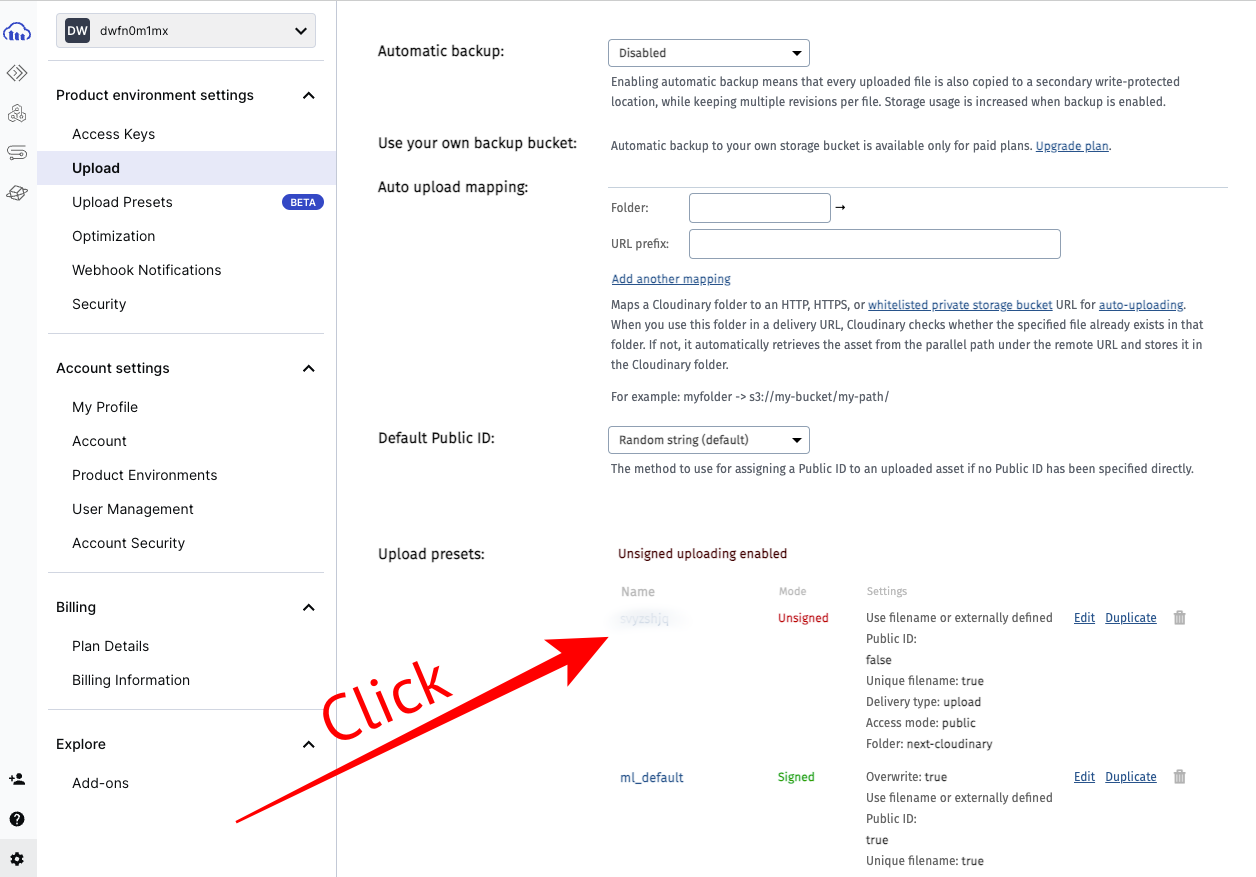 DW dwfn0m1mx
Product environment settings
Access Keys
Upload
Upload Presets BETA
Optimization
Webhook Notifications
Security
Account settings
My Profile
Account
Product Environments
User Management
Account Security
Billing
Plan Details
Billing Information
Explore
Add-ons
Automatic backup: Disabled
Enabling automatic backup means that every uploaded file is also copied to a secondary write-protected
location, while keeping multiple revisions per file. Storage usage is increased when backup is enabled.
Use your own backup bucket: Automatic backup to your own storage bucket is available only for paid plans. Upgrade plan.
Auto upload mapping:
Folder: →
URL prefix:
Add another mapping
Maps a Cloudinary folder to an HTTP, HTTPS, or whitelisted private storage bucket URL for auto-uploading.
When you use this folder in a delivery URL, Cloudinary checks whether the specified file already exists in that
folder. If not, it automatically retrieves the asset from the parallel path under the remote URL and stores it in
the Cloudinary folder.
For example: myfolder -> s3://my-bucket/my-path/
Default Public ID: Random string (default)
The method to use for assigning a Public ID to an uploaded asset if no Public ID has been specified directly.
Upload presets: Unsigned uploading enabled
Name Mode Settings
Unsigned Use filename or externally defined Edit Duplicate
Public ID:
false
Unique filename: true
Delivery type: upload
Access mode: public
Folder: next-cloudinary
Click
ml_default Signed Overwrite: true Edit Duplicate
Use filename or externally defined
Public ID:
true
Unique filename: true